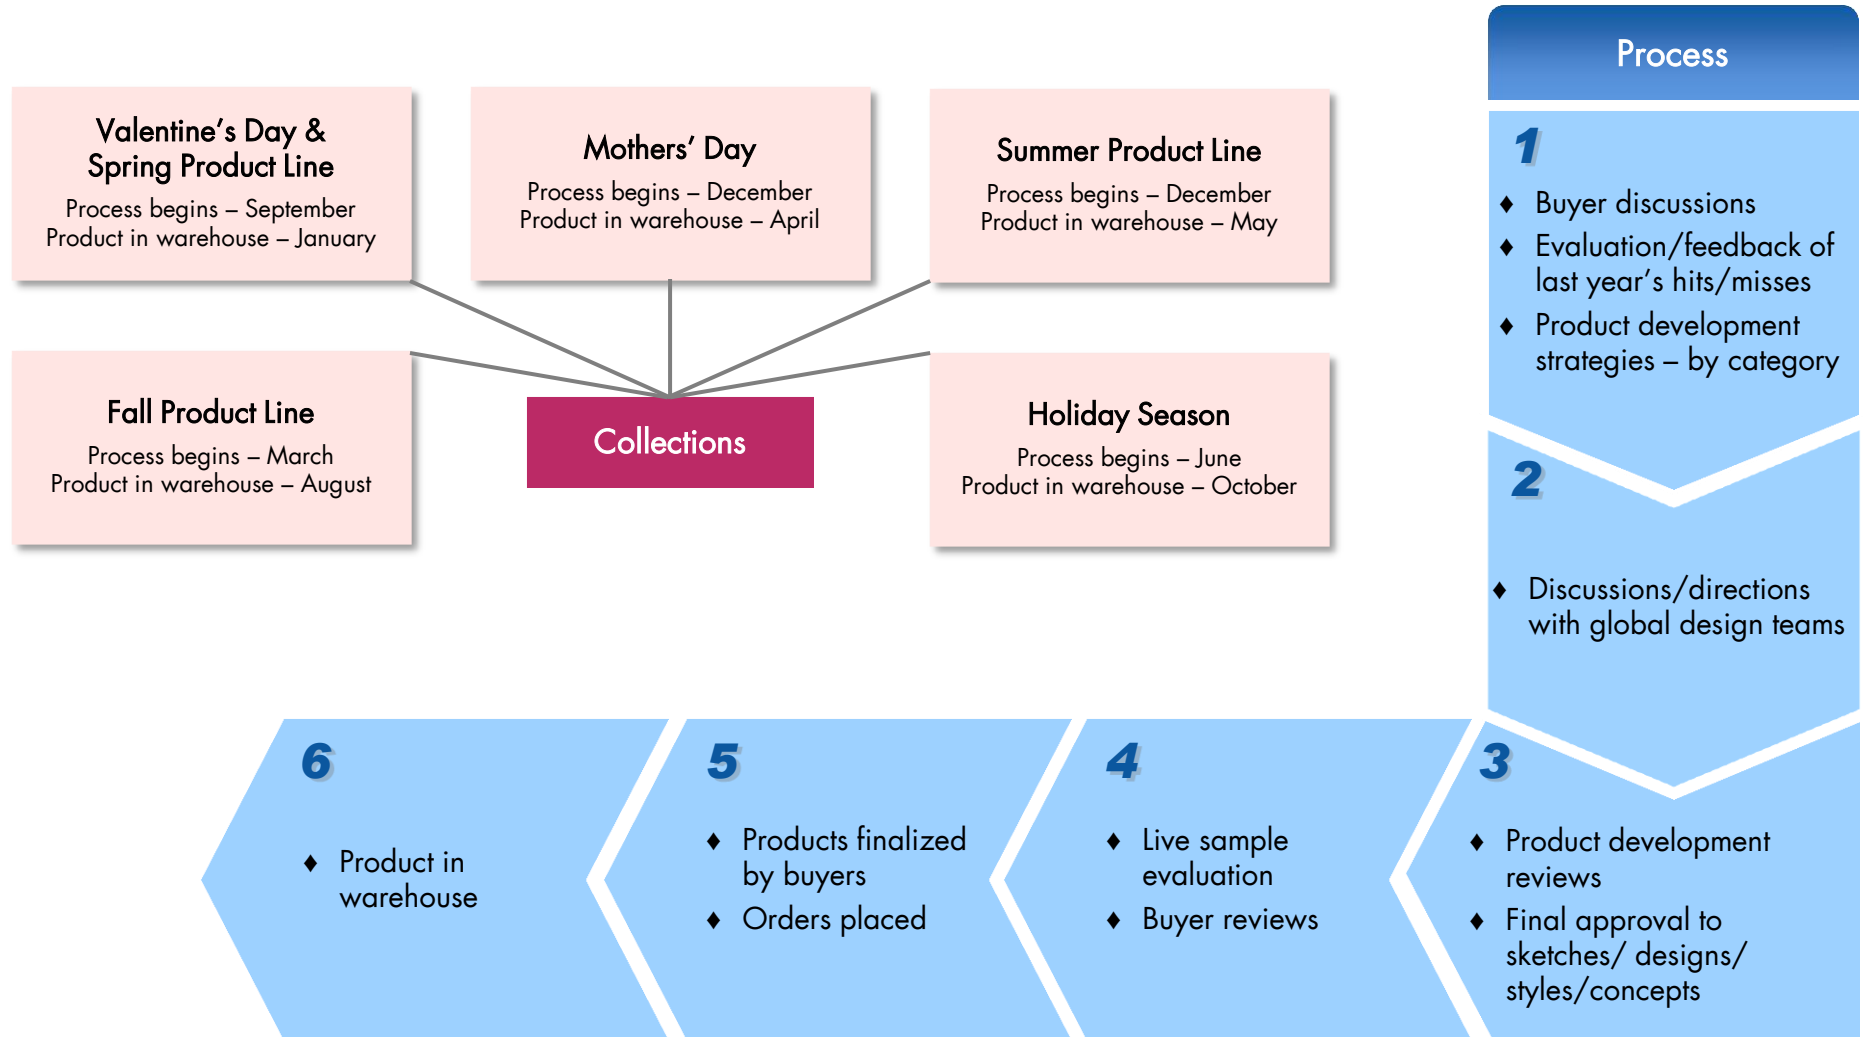 Valentine’s Day &
Spring Product Line
Process begins – September
Product in warehouse – January
Mothers’ Day
Process begins – December
Product in warehouse – April
Summer Product Line
Process begins – December
Product in warehouse – May
Fall Product Line
Process begins – March
Product in warehouse – August
Collections
Holiday Season
Process begins – June
Product in warehouse – October
Process
1
♦ Buyer discussions
♦ Evaluation/feedback of
last year’s hits/misses
♦ Product development
strategies – by category
2
♦ Discussions/directions
with global design teams
3
♦ Product development
reviews
♦ Final approval to
sketches/ designs/
styles/concepts
4
♦ Live sample
evaluation
♦ Buyer reviews
5
♦ Products finalized
by buyers
♦ Orders placed
6
♦ Product in
warehouse